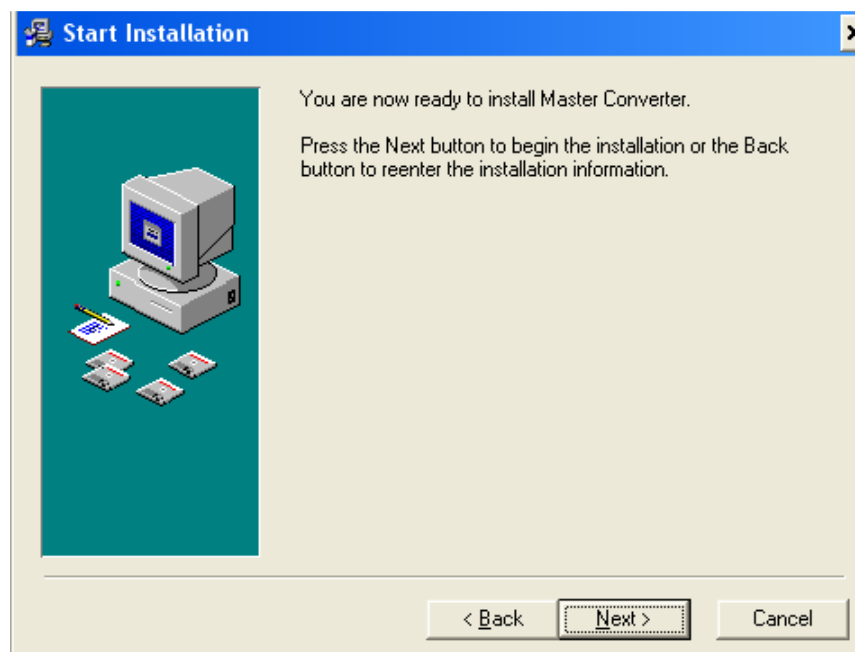 Start Installation
You are now ready to install Master Converter.
Press the Next button to begin the installation or the Back
button to reenter the installation information.
< Back
Next >
Cancel